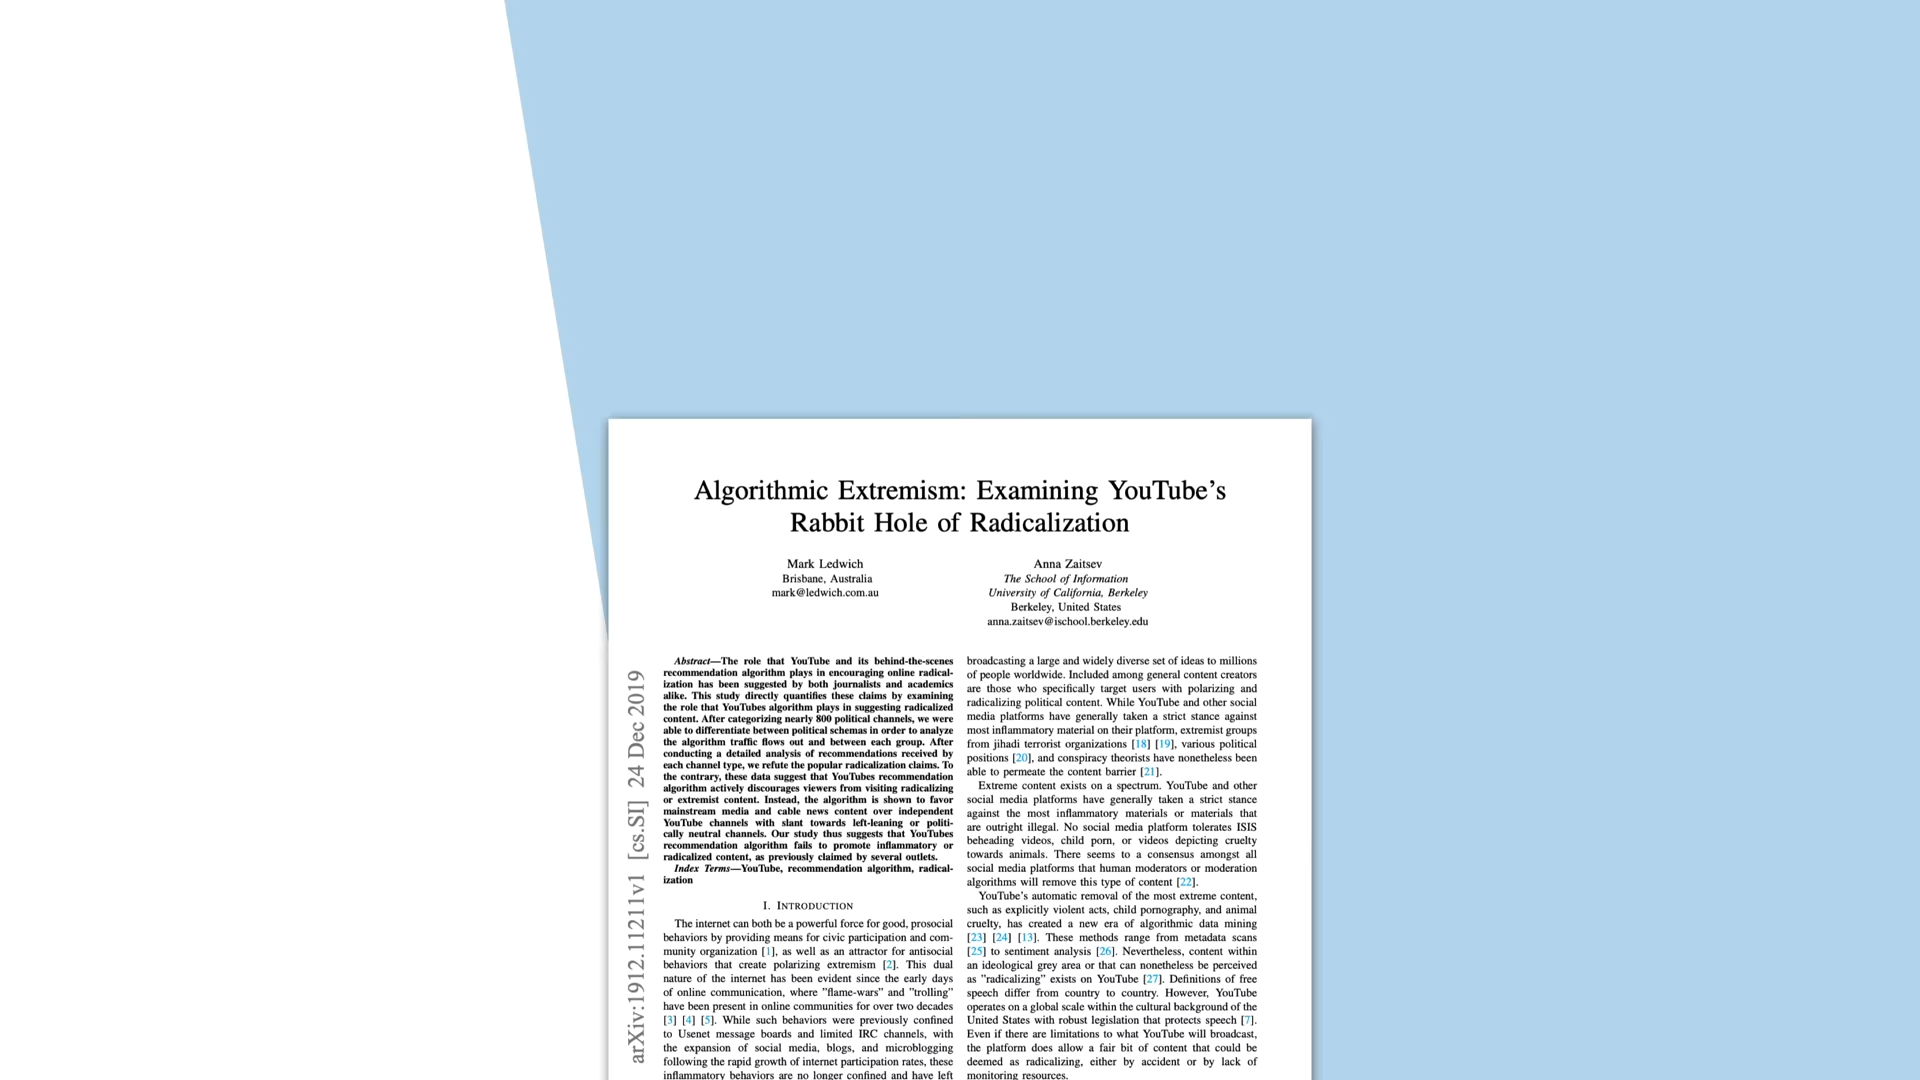 Algorithmic Extremism: Examining YouTube's
Rabbit Hole of Radicalization
Mark Ledwich
Brisbane, Australia
mark@ledwich.com.au
Anna Zaitsev
The School of Information
University of California, Berkeley
Berkeley, United States
anna.zaitsev@ischool.berkeley.edu
arXiv:1912.11211v1 [cs.SI] 24 Dec 2019
Abstract—The role that YouTube and its behind-the-scenes
recommendation algorithm plays in encouraging online radical-
ization has been suggested by both journalists and academics
alike. This study directly quantifies these claims by examining
the role that YouTubes algorithm plays in suggesting radicalized
content. After categorizing nearly 800 political channels, we were
able to differentiate between political schemas in order to analyze
the algorithm traffic flows out and between each group. After
conducting a detailed analysis of recommendations received by
each channel type, we refute the popular radicalization claims. To
the contrary, these data suggest that YouTubes recommendation
algorithm actively discourages viewers from visiting radicalizing
or extremist content. Instead, the algorithm is shown to favor
mainstream media and cable news content over independent
YouTube channels with slant towards left-leaning or politi-
cally neutral channels. Our study thus suggests that YouTubes
recommendation algorithm fails to promote inflammatory or
radicalized content, as previously claimed by several outlets.
Index Terms—YouTube, recommendation algorithm, radical-
ization
I. INTRODUCTION
The internet can both be a powerful force for good, prosocial
behaviors by providing means for civic participation and com-
munity organization [1], as well as an attractor for antisocial
behaviors that create polarizing extremism [2]. This dual
nature of the internet has been evident since the early days
of online communication, where "flame-wars" and "trolling"
have been present in online communities for over two decades
[3] [4] [5]. While such behaviors were previously confined
to Usenet message boards and limited IRC channels, with
the expansion of social media, blogs, and microblogging
following the rapid growth of internet participation rates, these
inflammatory behaviors are no longer confined and have left
broadcasting a large and widely diverse set of ideas to millions
of people worldwide. Included among general content creators
are those who specifically target users with polarizing and
radicalizing political content. While YouTube and other social
media platforms have generally taken a strict stance against
most inflammatory material on their platform, extremist groups
from jihadi terrorist organizations [18] [19], various political
positions [20], and conspiracy theorists have nonetheless been
able to permeate the content barrier [21].
Extreme content exists on a spectrum. YouTube and other
social media platforms have generally taken a strict stance
against the most inflammatory materials or materials that
are outright illegal. No social media platform tolerates ISIS
beheading videos, child porn, or videos depicting cruelty
towards animals. There seems to a consensus amongst all
social media platforms that human moderators or moderation
algorithms will remove this type of content [22].
YouTube's automatic removal of the most extreme content,
such as explicitly violent acts, child pornography, and animal
cruelty, has created a new era of algorithmic data mining
[23] [24] [13]. These methods range from metadata scans
[25] to sentiment analysis [26]. Nevertheless, content within
an ideological grey area or that can nonetheless be perceived
as "radicalizing" exists on YouTube [27]. Definitions of free
speech differ from country to country. However, YouTube
operates on a global scale within the cultural background of the
United States with robust legislation that protects speech [7].
Even if there are limitations to what YouTube will broadcast,
the platform does allow a fair bit of content that could be
deemed as radicalizing, either by accident or by lack of
monitoring resources.